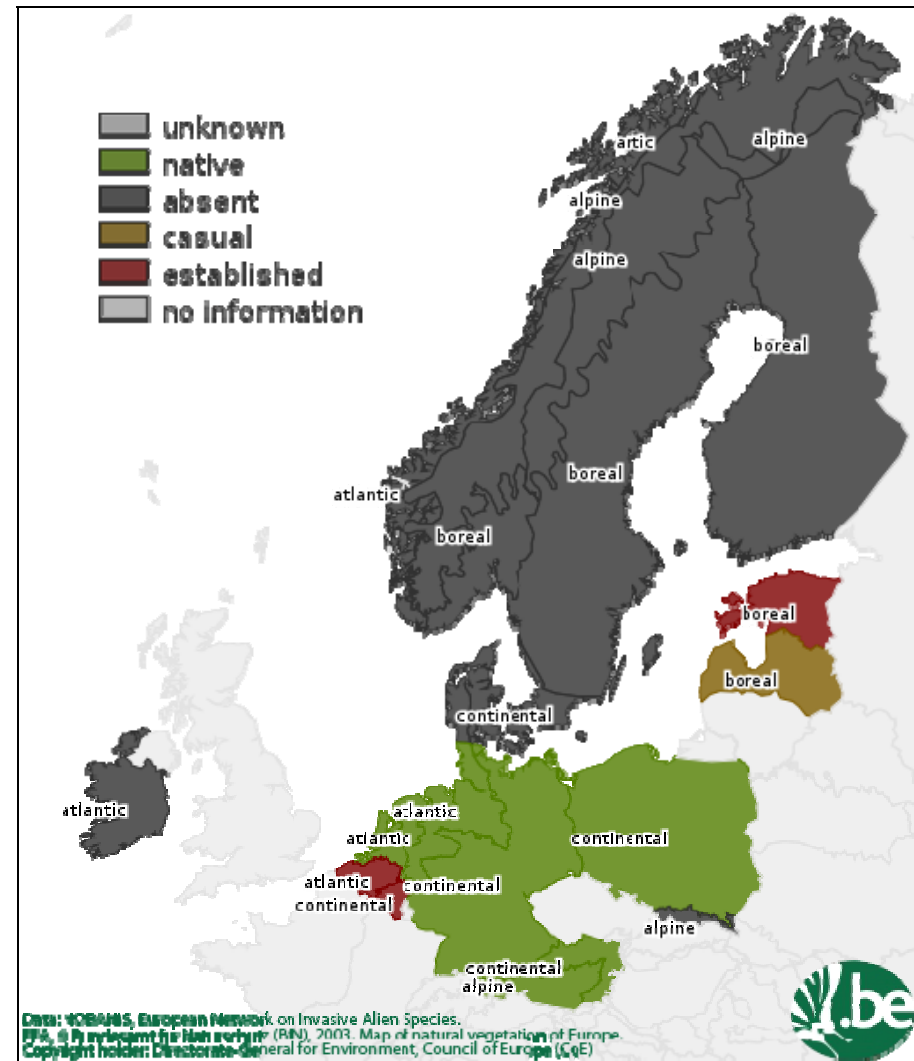 unknown
native
absent
casual
established
no information
artic
alpine
alpine
alpine
boreal
boreal
atlantic
boreal
boreal
boreal
continental
atlantic
atlantic
atlantic
continental
atlantic
continental
continental
alpine
continental
alpine
.be
Data: NOBANIS, European Network on Invasive Alien Species.
(BfN), 2003. Map of natural vegetation of Europe.
Copyright holder: Directorate-General for Environment, Council of Europe (CoE)